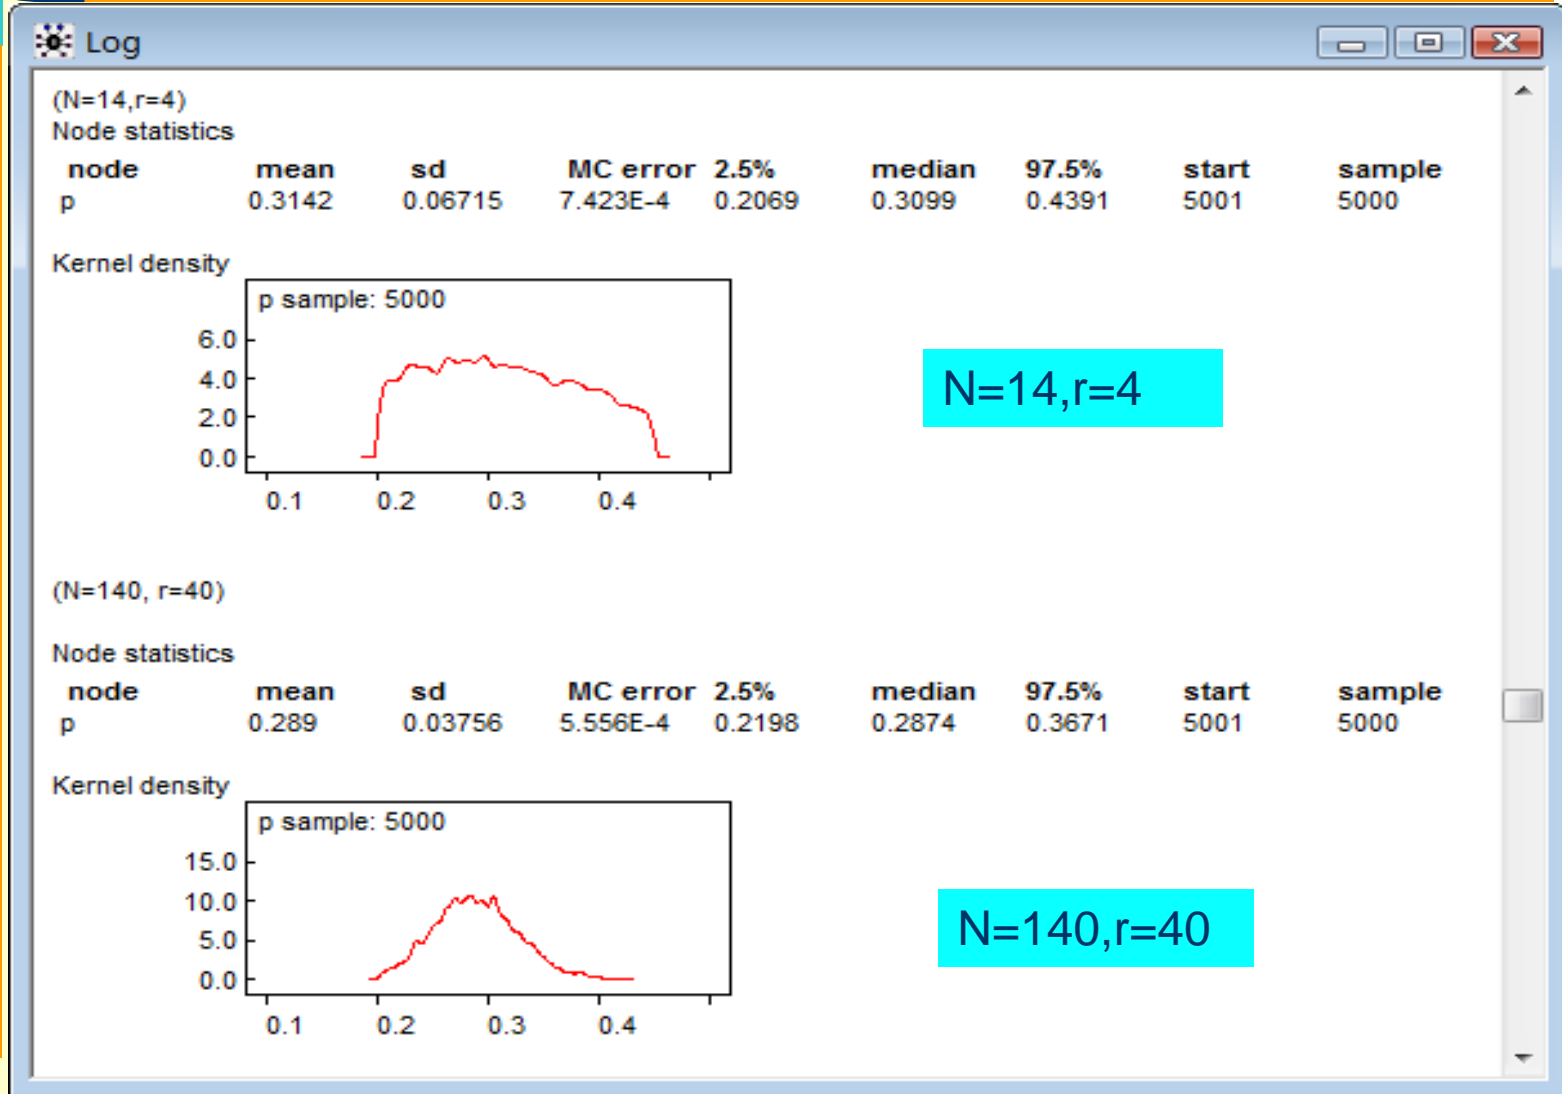 Log
(N=14,r=4)
Node statistics
node mean sd MC error 2.5% median 97.5% start sample
p 0.3142 0.06715 7.423E-4 0.2069 0.3099 0.4391 5001 5000
Kernel density
p sample: 5000
6.0
4.0
2.0
0.0
0.1 0.2 0.3 0.4
N=14,r=4
(N=140, r=40)
Node statistics
node mean sd MC error 2.5% median 97.5% start sample
p 0.289 0.03756 5.556E-4 0.2198 0.2874 0.3671 5001 5000
Kernel density
p sample: 5000
15.0
10.0
5.0
0.0
0.1 0.2 0.3 0.4
N=140,r=40